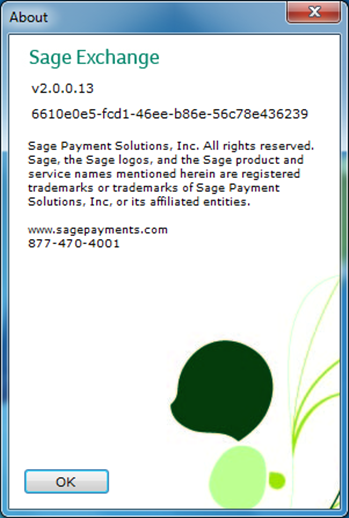 About
Sage Exchange
v2.0.0.13
6610e0e5-fcd1-46ee-b86e-56c78e436239
Sage Payment Solutions, Inc. All rights reserved.
Sage, the Sage logos, and the Sage product and
service names mentioned herein are registered
trademarks or trademarks of Sage Payment
Solutions, Inc, or its affiliated entities.
www.sagepayments.com
877-470-4001
OK